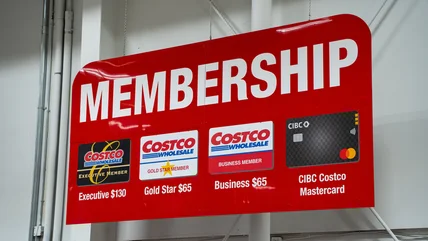 MEMBERSHIP
COSTCO
WHOLESALE
EXECUTIVE MEMBER
Executive $130
COSTCO
WHOLESALE
GOLD STAR MEMBER
Gold Star $65
COSTCO
WHOLESALE
BUSINESS MEMBER
Business $65
CIBC
CIBC Costco
Mastercard